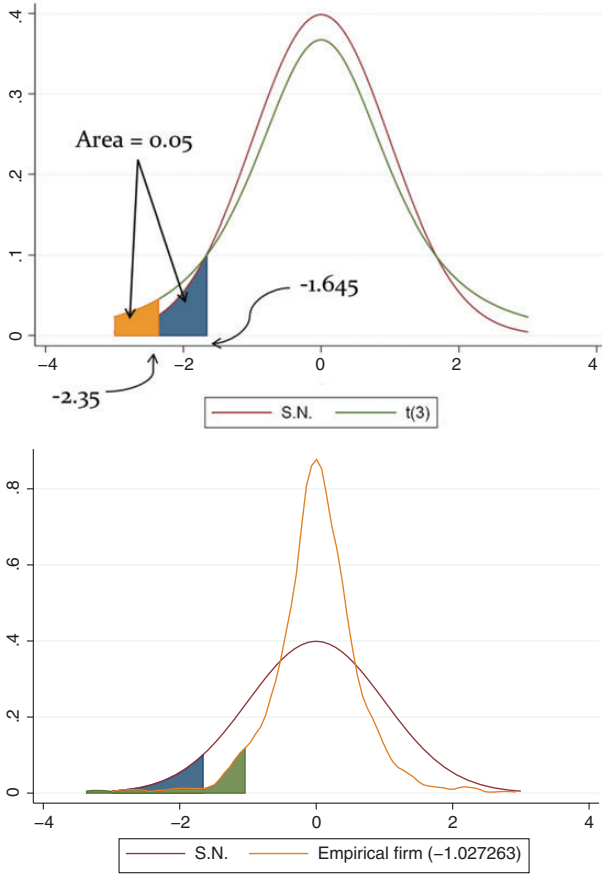 .4
.3
Area = 0.05
.2
.1
-1.645
0
−4 −2 0 2 4
-2.35
S.N. t(3)
.8
.6
.4
.2
0
−4 −2 0 2 4
S.N. Empirical firm (−1.027263)